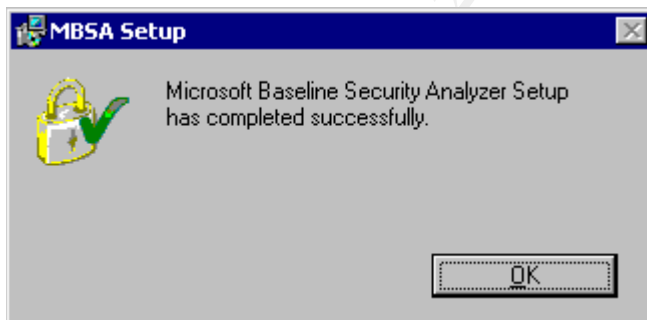 MBSA Setup
Microsoft Baseline Security Analyzer Setup
has completed successfully.
OK